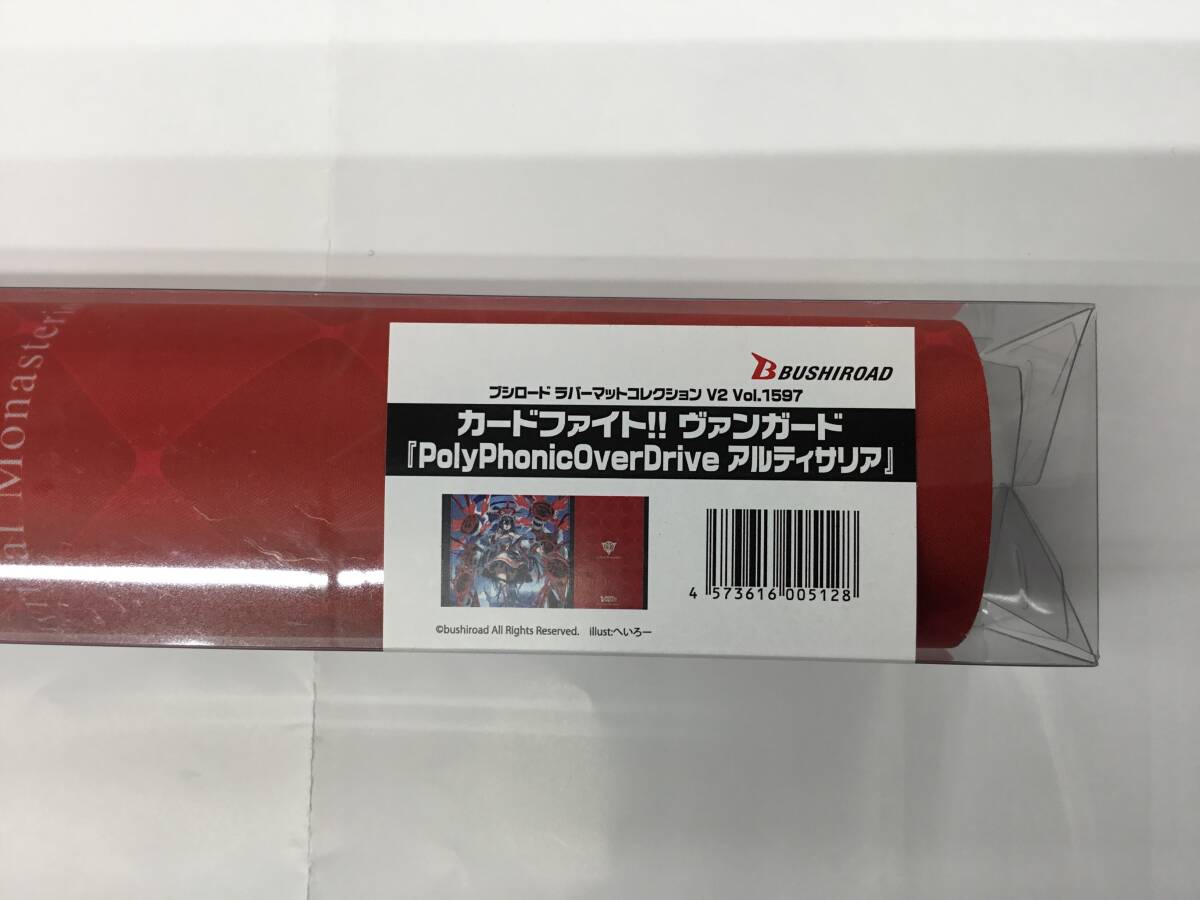 Monasteri
BUSHIROAD
ブシロード ラバーマットコレクション V2 Vol.1597
カードファイト!! ヴァンガード
『PolyPhonicOverDrive アルティサリア』
4 573616 005128
©bushiroad All Rights Reserved. illust:へいろー